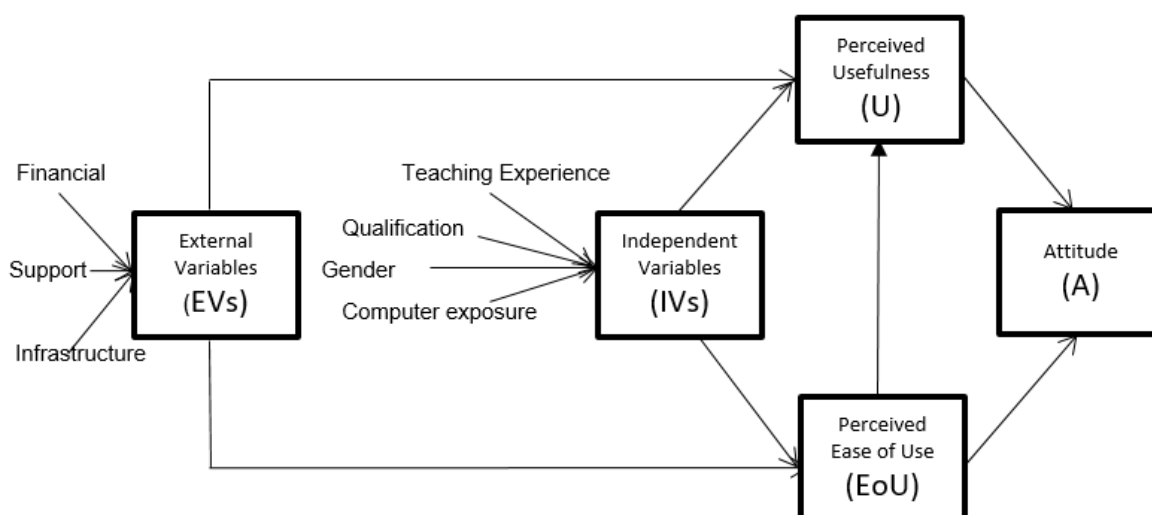 Perceived
Usefulness
(U)
Financial
Support
Infrastructure
External
Variables
(EVs)
Teaching Experience
Qualification
Gender
Computer exposure
Independent
Variables
(IVs)
Attitude
(A)
Perceived
Ease of Use
(EoU)